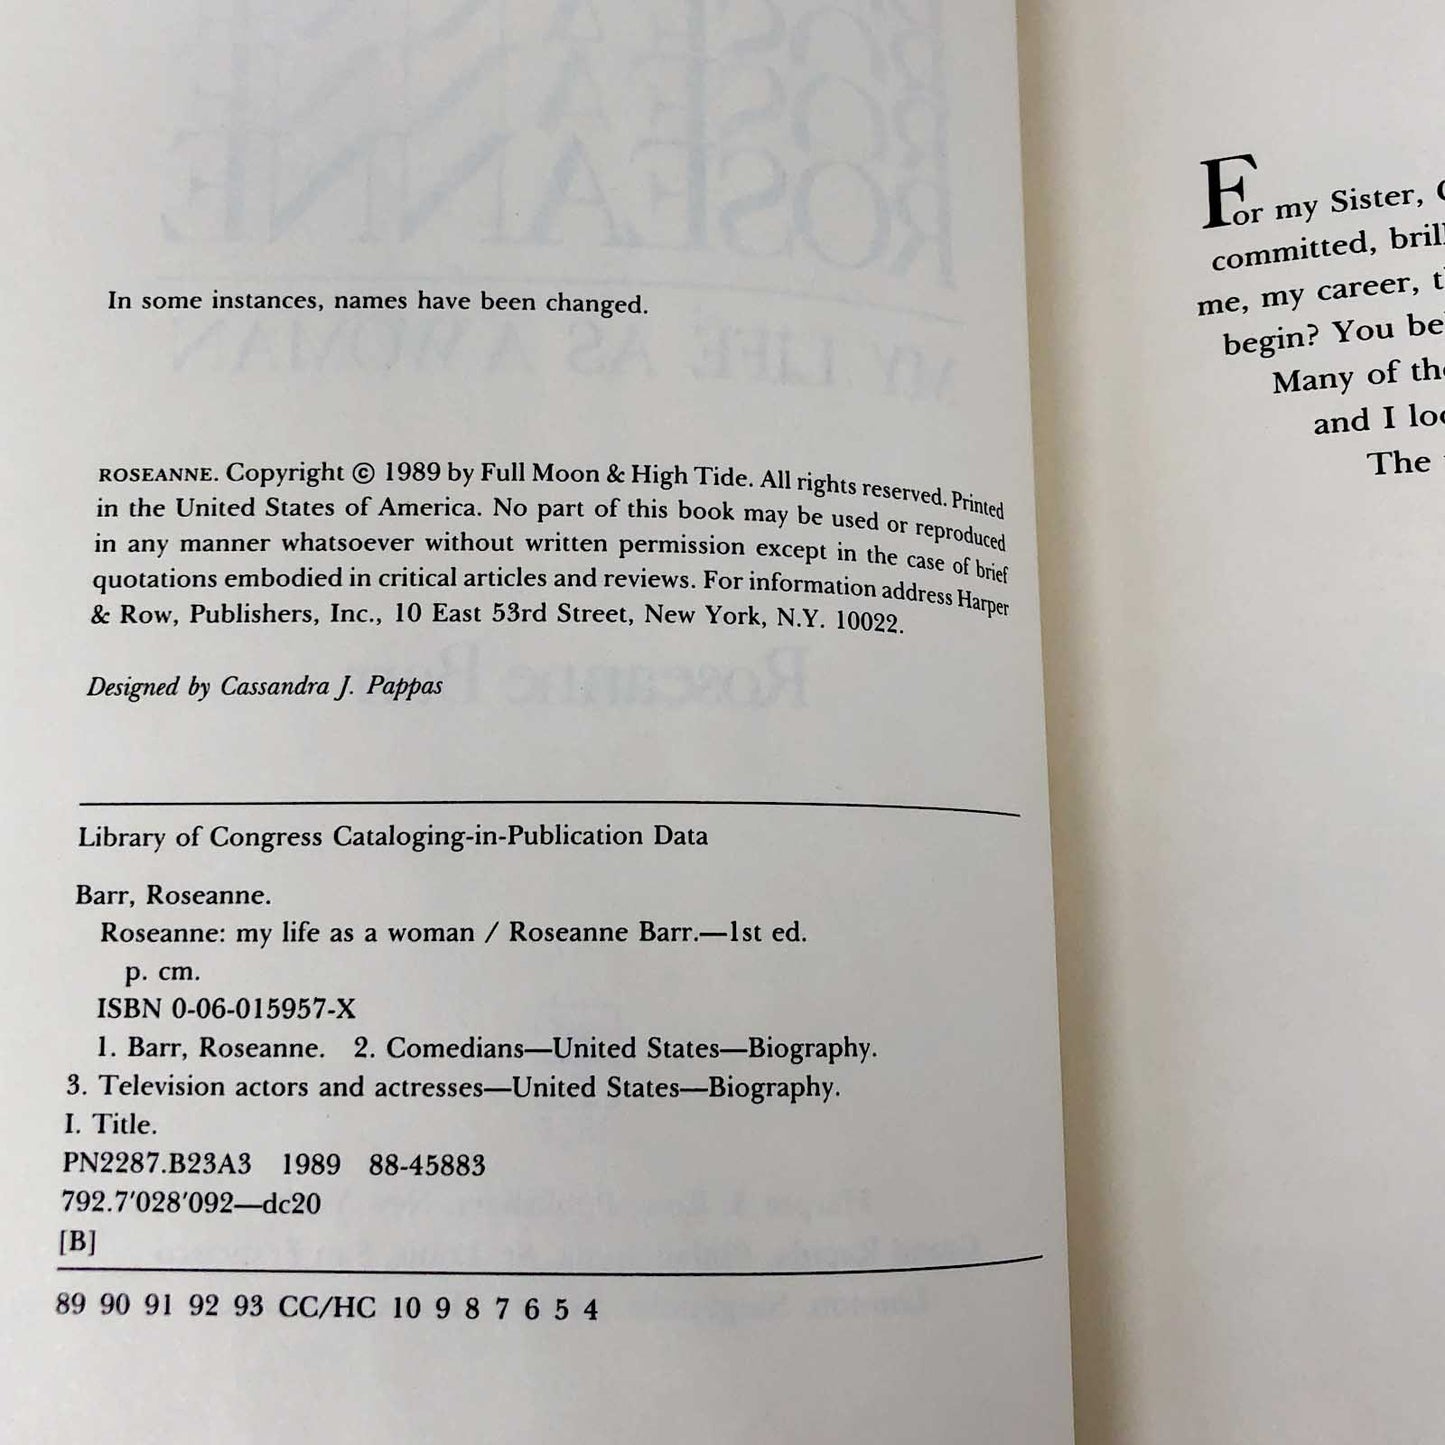 In some instances, names have been changed.
ROSEANNE. Copyright © 1989 by Full Moon & High Tide. All rights reserved. Printed
in the United States of America. No part of this book may be used or reproduced
in any manner whatsoever without written permission except in the case of brief
quotations embodied in critical articles and reviews. For information address Harper
& Row, Publishers, Inc., 10 East 53rd Street, New York, N.Y. 10022.
Designed by Cassandra J. Pappas
Library of Congress Cataloging-in-Publication Data
Barr, Roseanne.
Roseanne: my life as a woman / Roseanne Barr.—1st ed.
p. cm.
ISBN 0-06-015957-X
1. Barr, Roseanne. 2. Comedians—United States—Biography.
3. Television actors and actresses—United States—Biography.
I. Title.
PN2287.B23A3 1989 88-45883
792.7'028'092—dc20
[B]
89 90 91 92 93 CC/HC 10 9 8 7 6 5 4
For my Sister,
committed,
me, my career,
begin? You
Many of
and I
The